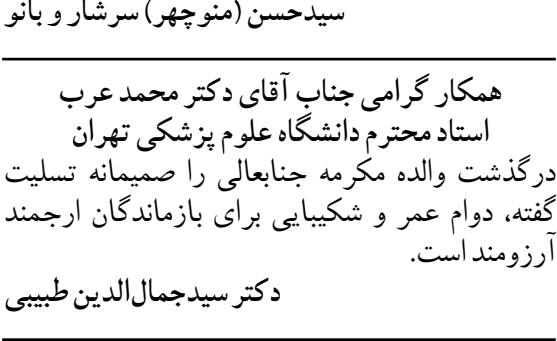 سیدحسن (منوچهر) سرشار و بانو
همکار گرامی جناب آقای دکتر محمد عرب
استاد محترم دانشگاه علوم پزشکی تهران
درگذشت والده مکرمه جنابعالی را صمیمانه تسلیت
گفته، دوام عمر و شکیبایی برای بازماندگان ارجمند
آرزومند است.
دکتر سیدجمال‌الدین طبیبی